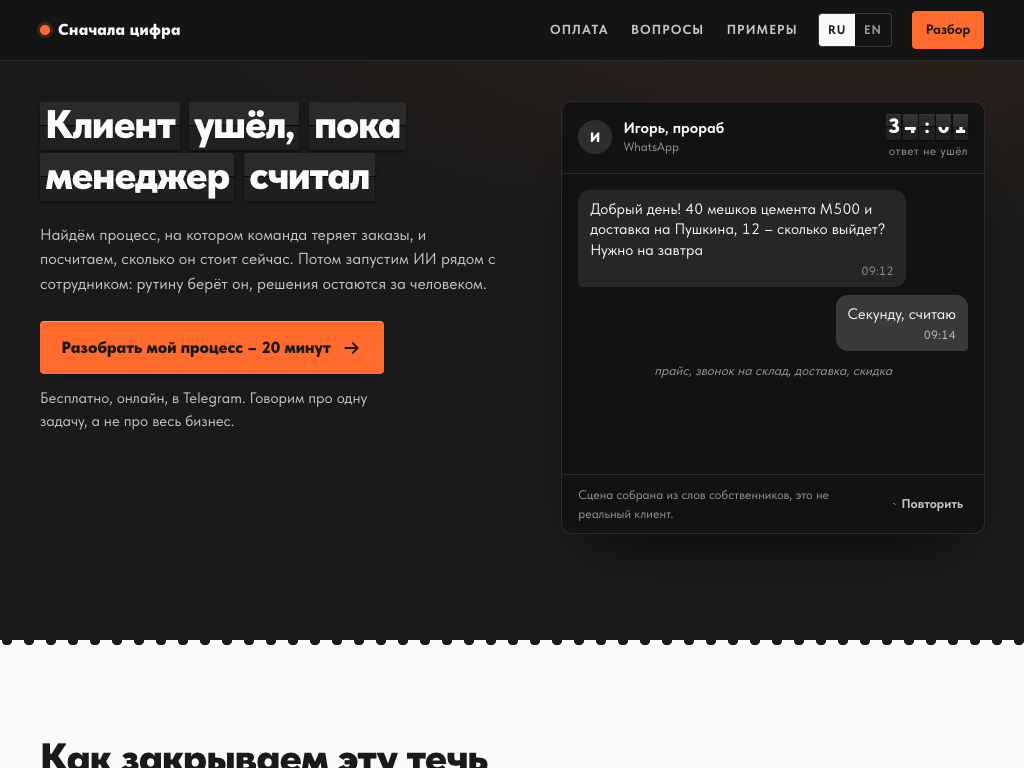 Сначала цифра
ОПЛАТА
ВОПРОСЫ
ПРИМЕРЫ
RU
EN
Разбор
Клиент ушёл, пока
менеджер считал
Найдём процесс, на котором команда теряет заказы, и
посчитаем, сколько он стоит сейчас. Потом запустим ИИ рядом с
сотрудником: рутину берёт он, решения остаются за человеком.
Разобрать мой процесс – 20 минут →
Бесплатно, онлайн, в Telegram. Говорим про одну
задачу, а не про весь бизнес.
И
Игорь, прораб
WhatsApp
ответ не ушёл
Добрый день! 40 мешков цемента М500 и
доставка на Пушкина, 12 – сколько выйдет?
Нужно на завтра
09:12
Секунду, считаю
09:14
прайс, звонок на склад, доставка, скидка
Сцена собрана из слов собственников, это не
реальный клиент.
Повторить
Как закрываем эту течь